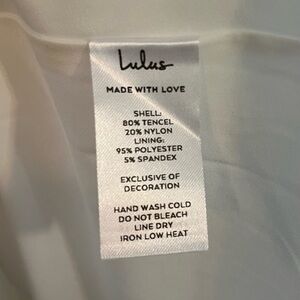 Lulus
MADE WITH LOVE
SHELL:
80% TENCEL
20% NYLON
LINING:
95% POLYESTER
5% SPANDEX
EXCLUSIVE OF
DECORATION
HAND WASH COLD
DO NOT BLEACH
LINE DRY
IRON LOW HEAT